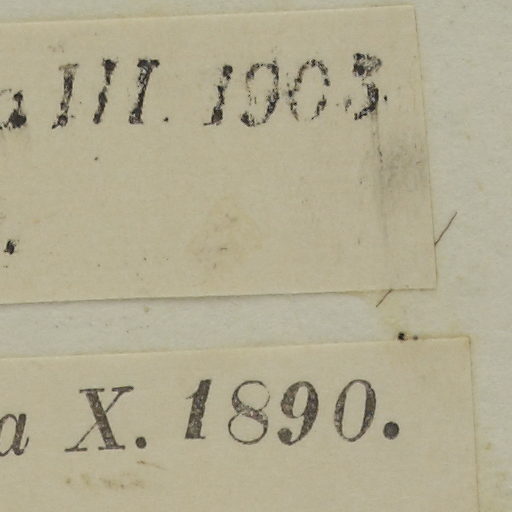 a III. 1903.
.
a X. 1890.